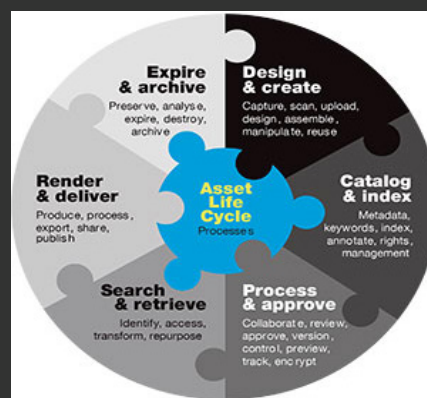 Expire
& archive
Preserve, analyse,
expire, destroy,
archive
Design
& create
Capture, scan, upload,
design, assemble,
manipulate, reuse
Render
& deliver
Produce, process,
export, share,
publish
Asset
Life
Cycle
Processes
Catalog
& index
Metadata,
keywords, index,
annotate, rights,
management
Search
& retrieve
Identify, access,
transform, repurpose
Process
& approve
Collaborate, review,
approve, version,
control, preview,
track, encrypt